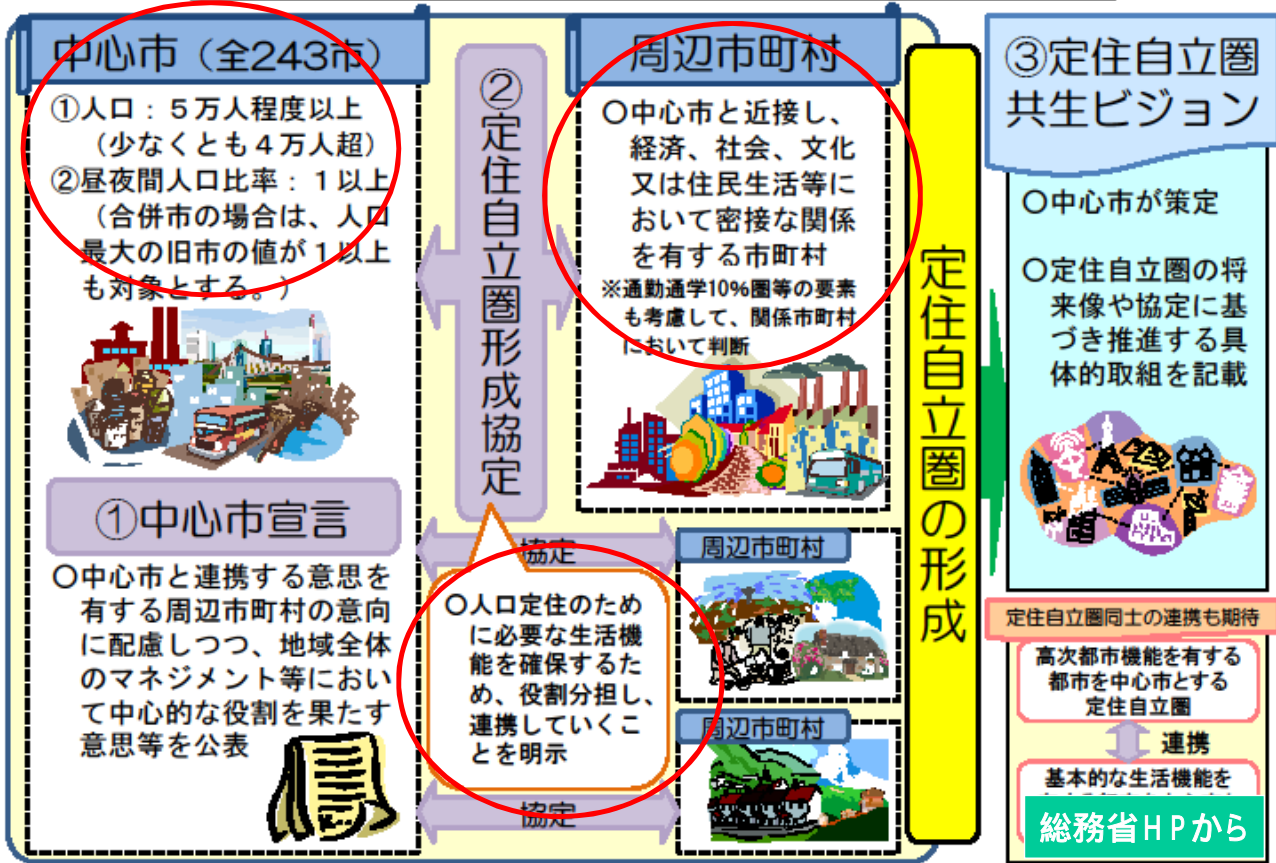 中心市（全243市）
①人口：５万人程度以上
（少なくとも４万人超）
②昼夜間人口比率：１以上
（合併市の場合は、人口
最大の旧市の値が１以上
も対象とする。）
①中心市宣言
○中心市と連携する意思を
有する周辺市町村の意向
に配慮しつつ、地域全体
のマネジメント等におい
て中心的な役割を果たす
意思等を公表
②定住自立圏形成協定
協定
○人口定住のため
に必要な生活機
能を確保するた
め、役割分担し、
連携していくこ
とを明示
協定
周辺市町村
○中心市と近接し、
経済、社会、文化
又は住民生活等に
おいて密接な関係
を有する市町村
※通勤通学10%圏等の要素
も考慮して、関係市町村
において判断
周辺市町村
周辺市町村
定住自立圏の形成
③定住自立圏
共生ビジョン
○中心市が策定
○定住自立圏の将
来像や協定に基
づき推進する具
体的取組を記載
定住自立圏同士の連携も期待
高次都市機能を有する
都市を中心市とする
定住自立圏
連携
基本的な生活機能を
総務省ＨＰから